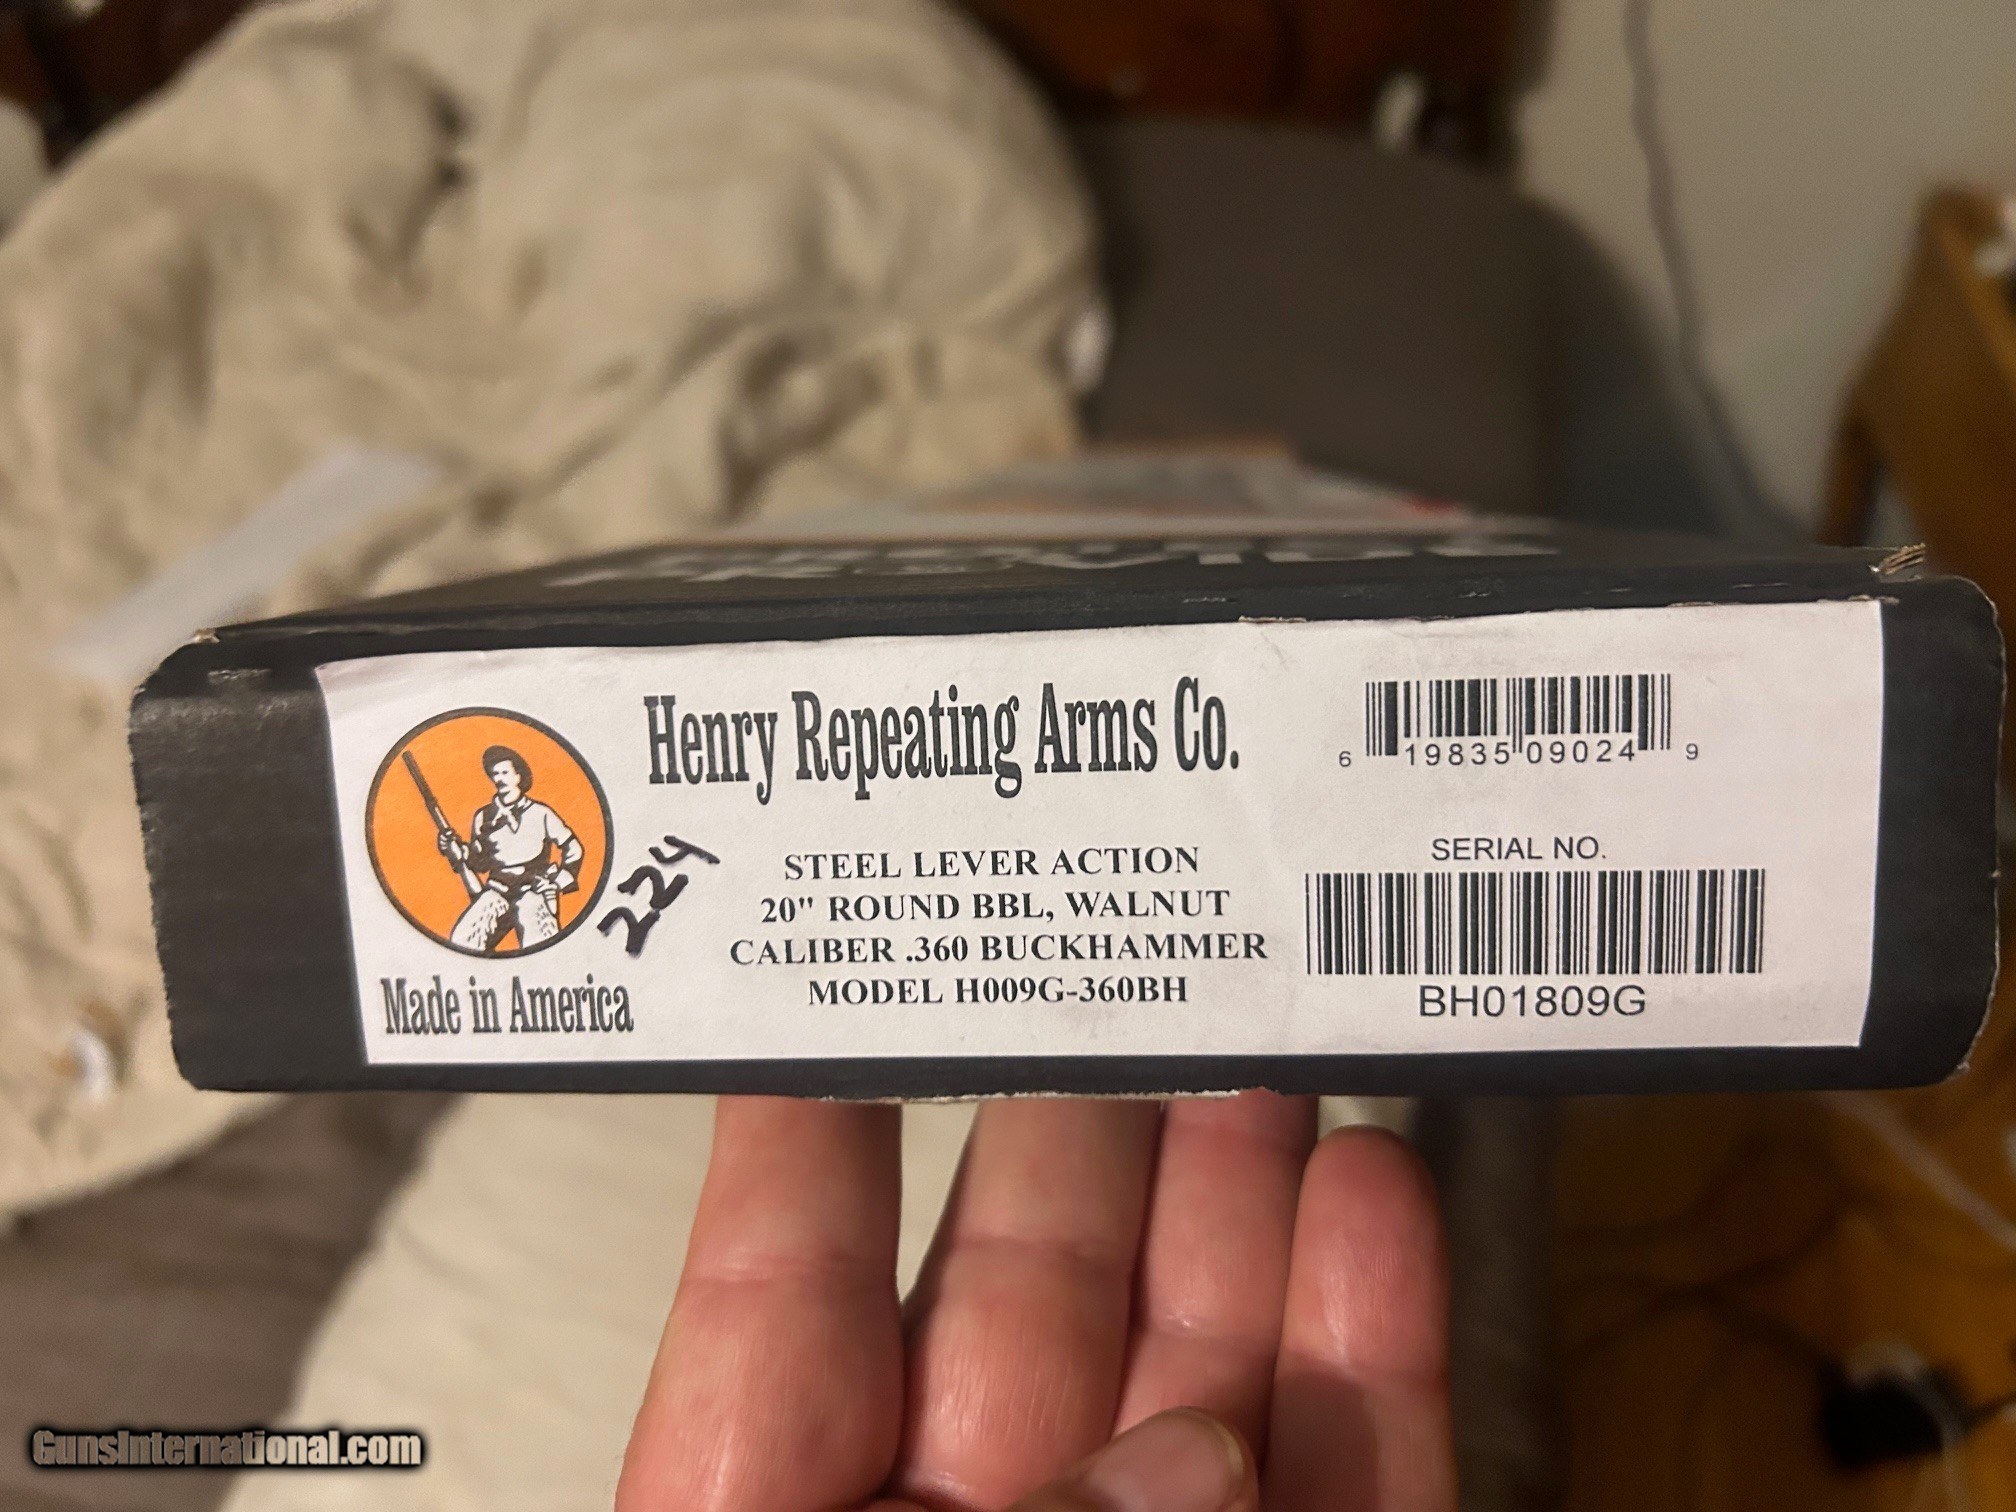 Henry Repeating Arms Co.
6 19835 09024 9
224
STEEL LEVER ACTION
20" ROUND BBL, WALNUT
CALIBER .360 BUCKHAMMER
MODEL H009G-360BH
Made in America
SERIAL NO.
BH01809G
GunsInternational.com